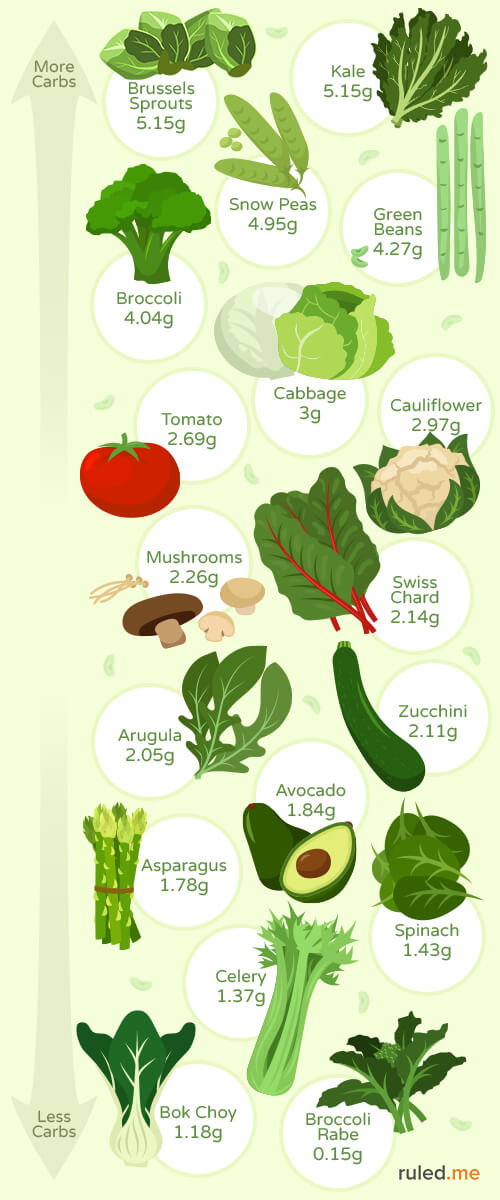 More
Carbs
Brussels
Sprouts
5.15g
Kale
5.15g
Snow Peas
4.95g
Green
Beans
4.27g
Broccoli
4.04g
Cabbage
3g
Cauliflower
2.97g
Tomato
2.69g
Mushrooms
2.26g
Swiss
Chard
2.14g
Arugula
2.05g
Zucchini
2.11g
Avocado
1.84g
Asparagus
1.78g
Spinach
1.43g
Celery
1.37g
Bok Choy
1.18g
Broccoli
Rabe
0.15g
Less
Carbs
ruled.me